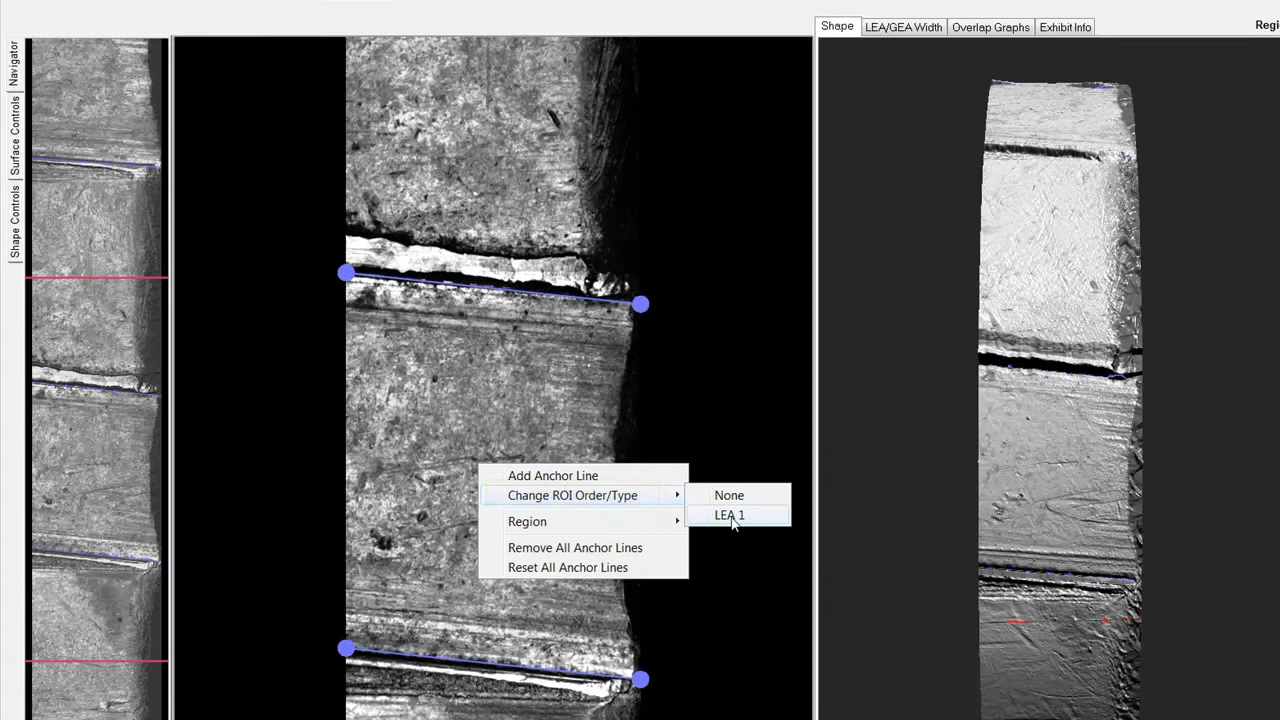 Shape
LEA/GEA Width
Overlap Graphs
Exhibit Info
Regi
Navigator
Surface Controls
Shape Controls
Add Anchor Line
Change ROI Order/Type
None
LEA 1
Region
Remove All Anchor Lines
Reset All Anchor Lines